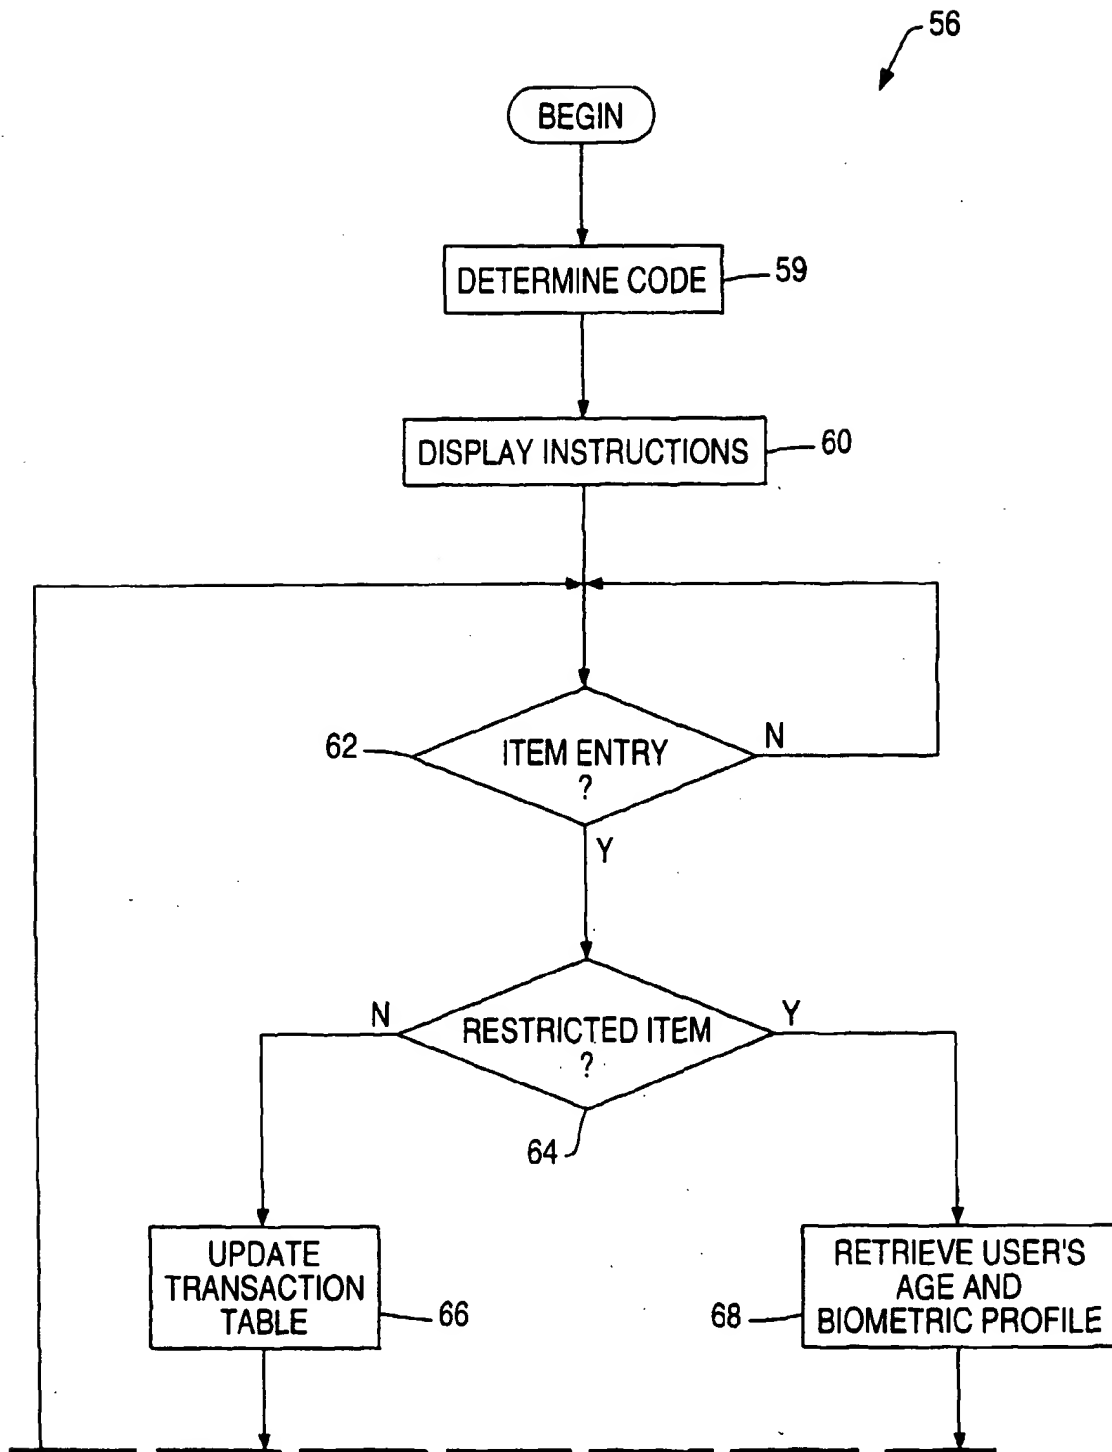 56
BEGIN
DETERMINE CODE
59
DISPLAY INSTRUCTIONS
60
62
ITEM ENTRY
?
N
Y
N
RESTRICTED ITEM
?
Y
64
UPDATE
TRANSACTION
TABLE
66
68
RETRIEVE USER'S
AGE AND
BIOMETRIC PROFILE